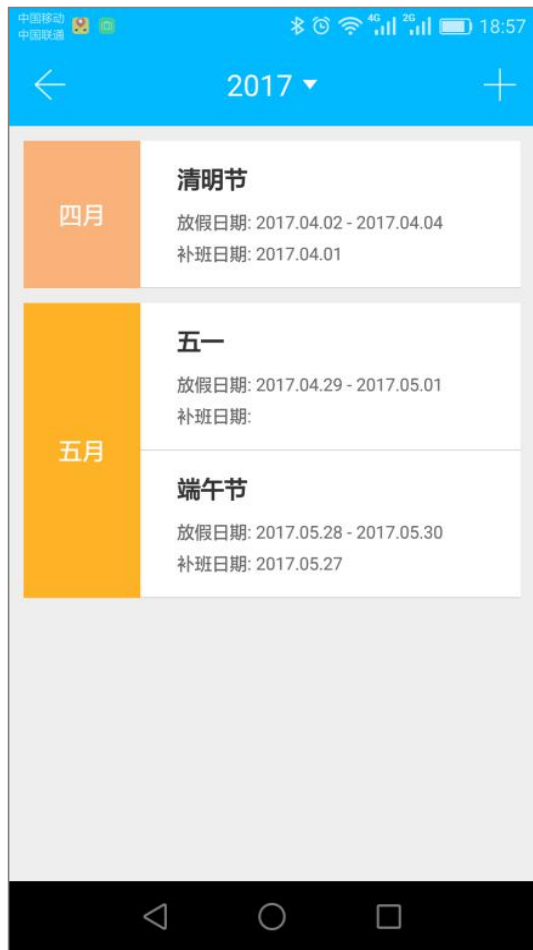 中国移动
中国联通
4G 2G 18:57
2017
四月
清明节
放假日期: 2017.04.02 - 2017.04.04
补班日期: 2017.04.01
五月
五一
放假日期: 2017.04.29 - 2017.05.01
补班日期:
端午节
放假日期: 2017.05.28 - 2017.05.30
补班日期: 2017.05.27